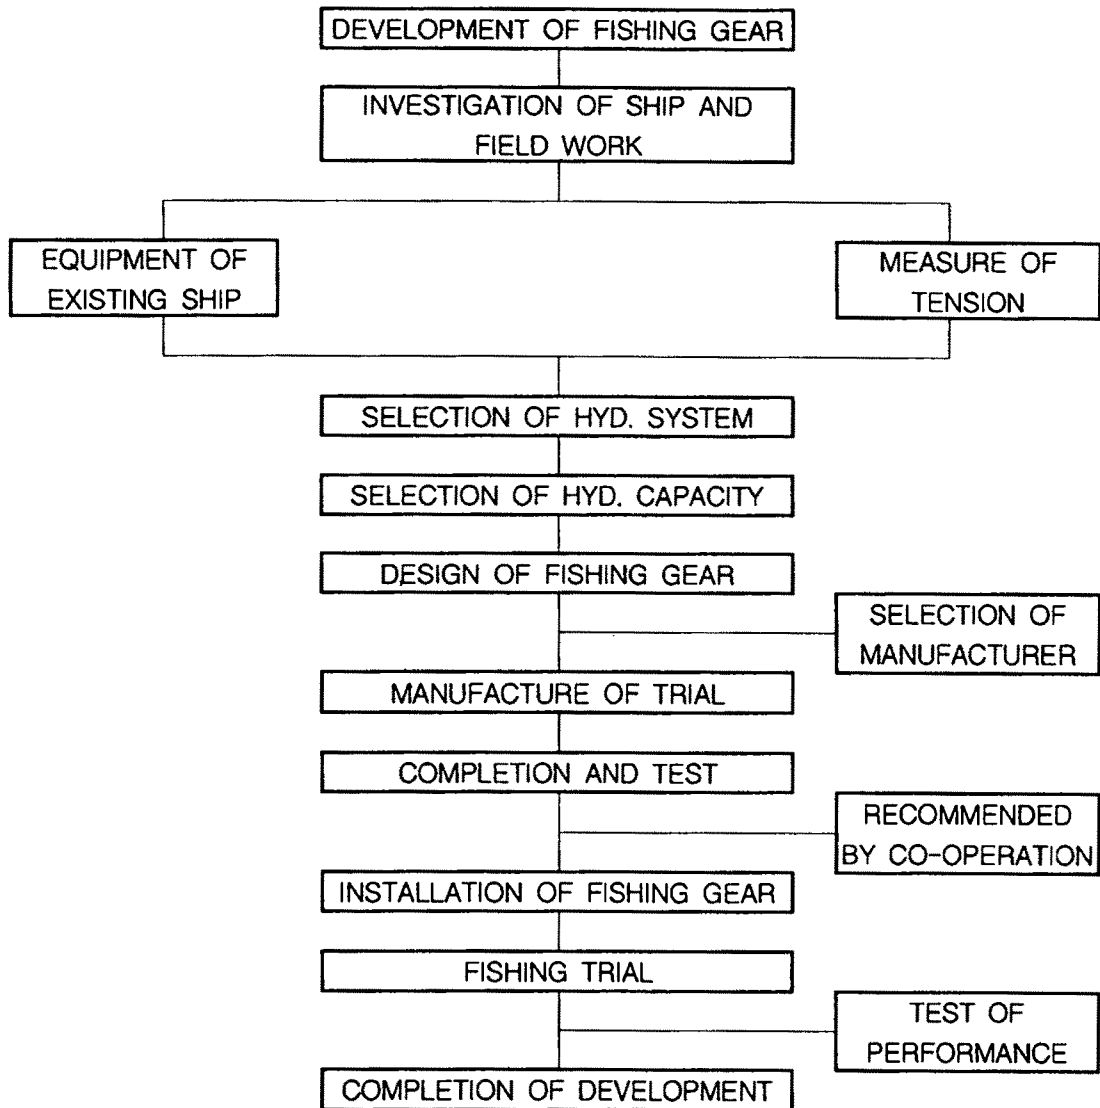 DEVELOPMENT OF FISHING GEAR
INVESTIGATION OF SHIP AND
FIELD WORK
EQUIPMENT OF
EXISTING SHIP
MEASURE OF
TENSION
SELECTION OF HYD. SYSTEM
SELECTION OF HYD. CAPACITY
DESIGN OF FISHING GEAR
SELECTION OF
MANUFACTURER
MANUFACTURE OF TRIAL
COMPLETION AND TEST
RECOMMENDED
BY CO-OPERATION
INSTALLATION OF FISHING GEAR
FISHING TRIAL
TEST OF
PERFORMANCE
COMPLETION OF DEVELOPMENT